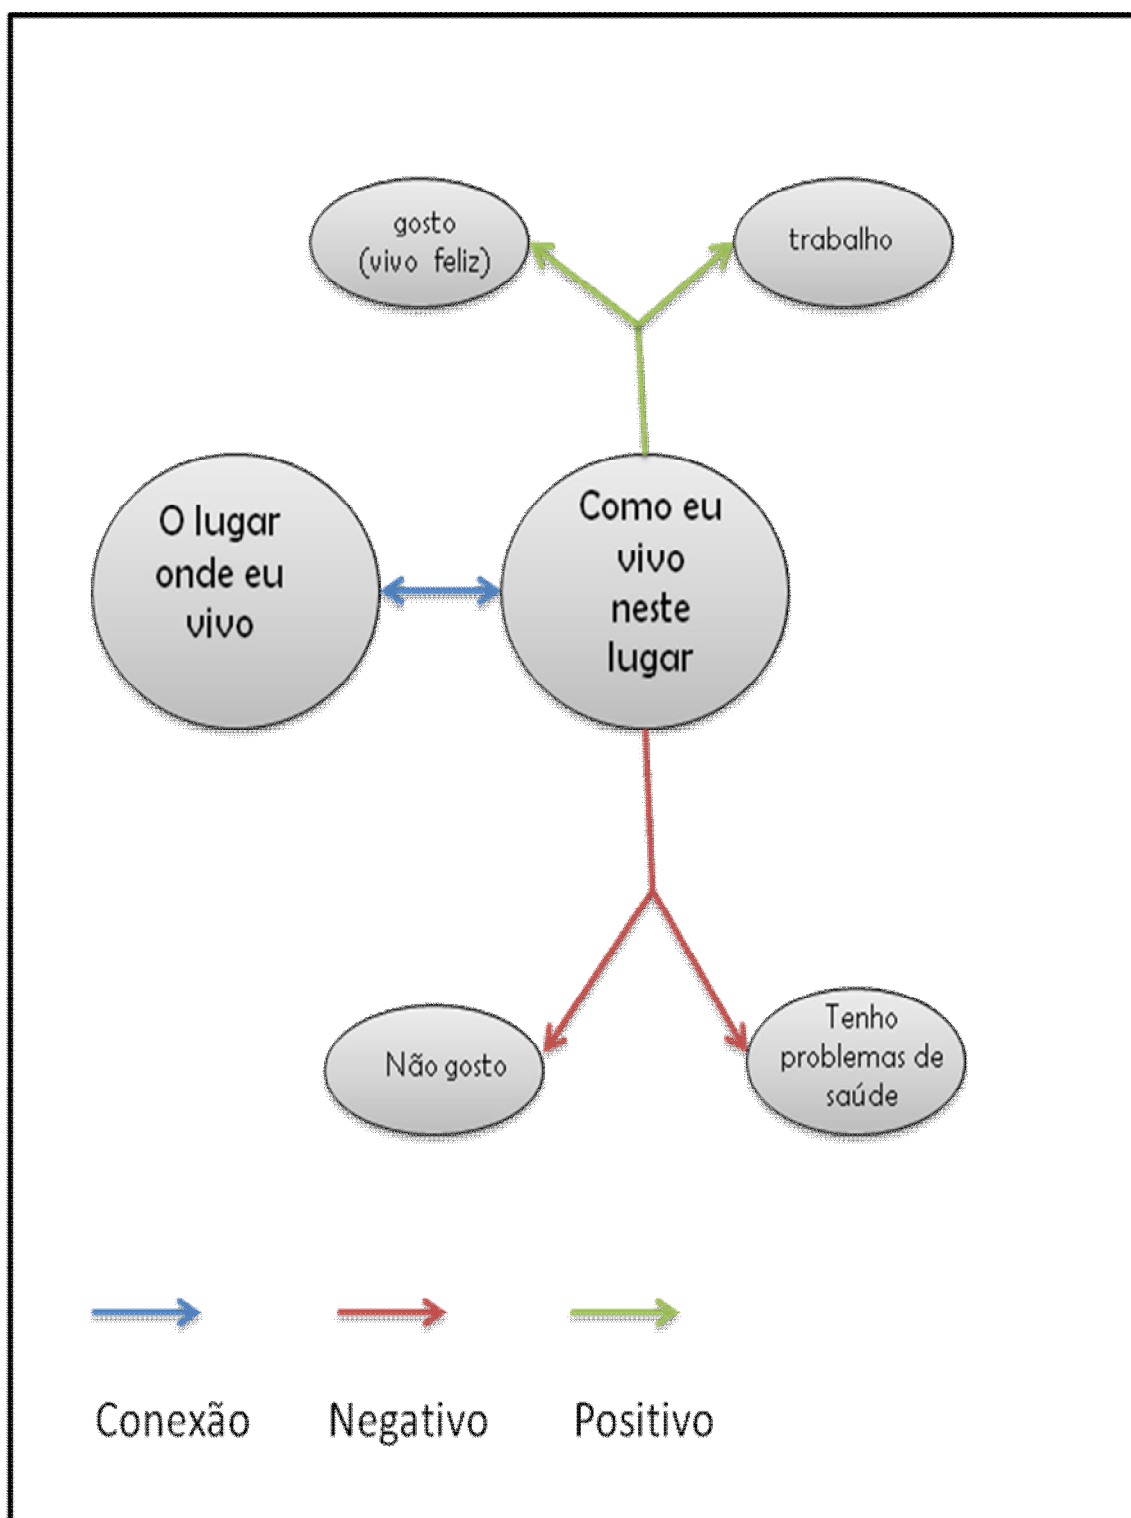 gosto
(vivo feliz)
trabalho
O lugar
onde eu
vivo
Como eu
vivo
neste
lugar
Não gosto
Tenho
problemas de
saúde
Conexão
Negativo
Positivo